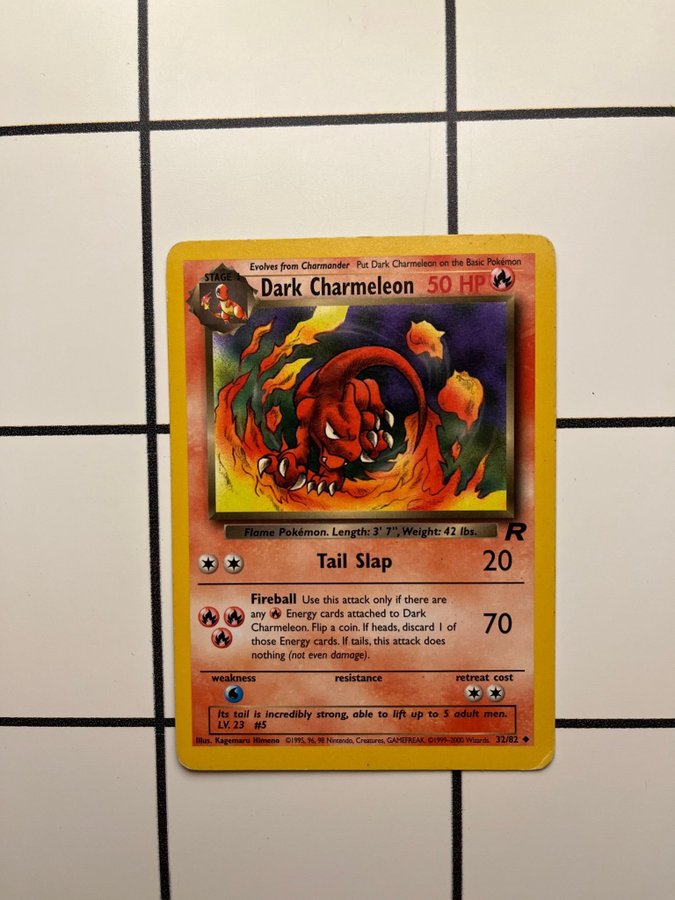 Evolves from Charmander Put Dark Charmeleon on the Basic Pokémon
STAGE 1
Dark Charmeleon 50 HP
Flame Pokémon. Length: 3' 7", Weight: 42 lbs.
R
Tail Slap 20
Fireball Use this attack only if there are
any Energy cards attached to Dark
Charmeleon. Flip a coin. If heads, discard 1 of
those Energy cards. If tails, this attack does
nothing (not even damage).
70
weakness resistance retreat cost
Its tail is incredibly strong, able to lift up to 5 adult men.
LV. 23 #5
Illus. Kagemaru Himeno ©1995, 96, 98 Nintendo, Creatures, GAMEFREAK. ©1999-2000 Wizards. 32/82